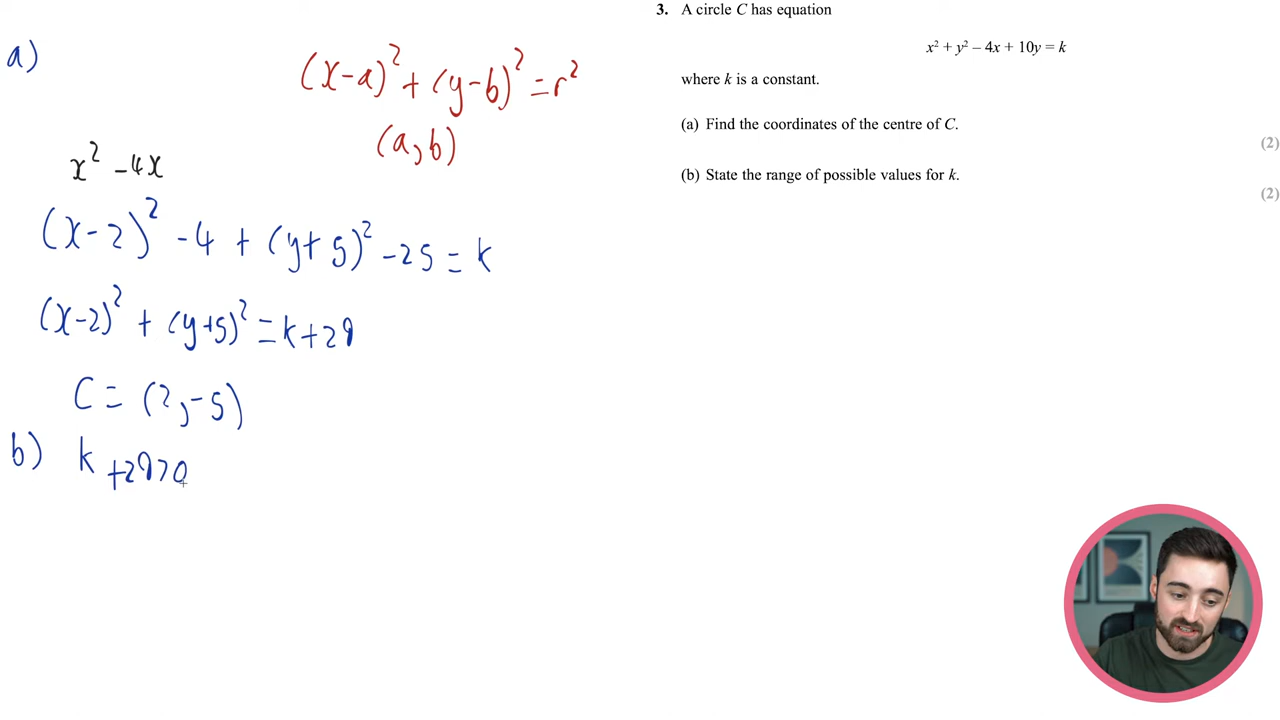 a)
(x-a)² + (y-b)² = r²
(a, b)
x² - 4x
(x-2)² - 4 + (y+5)² - 25 = k
(x-2)² + (y+5)² = k+29
C = (2, -5)
b) k +29>0
3. A circle C has equation
x² + y² – 4x + 10y = k
where k is a constant.
(a) Find the coordinates of the centre of C.
(2)
(b) State the range of possible values for k.
(2)